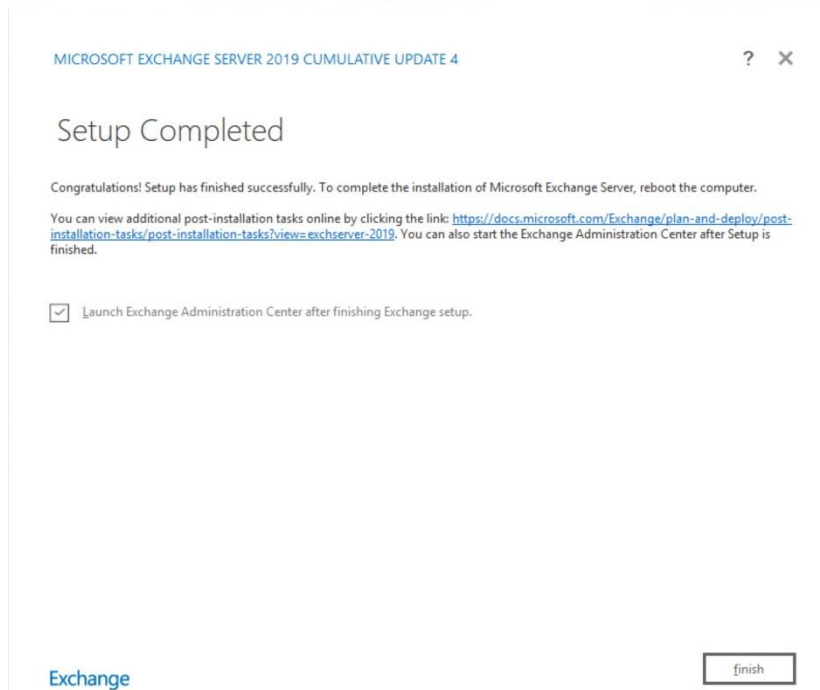 MICROSOFT EXCHANGE SERVER 2019 CUMULATIVE UPDATE 4
?
Setup Completed
Congratulations! Setup has finished successfully. To complete the installation of Microsoft Exchange Server, reboot the computer.
You can view additional post-installation tasks online by clicking the link: https://docs.microsoft.com/Exchange/plan-and-deploy/post-
installation-tasks/post-installation-tasks?view=exchserver-2019. You can also start the Exchange Administration Center after Setup is
finished.
Launch Exchange Administration Center after finishing Exchange setup.
finish
Exchange